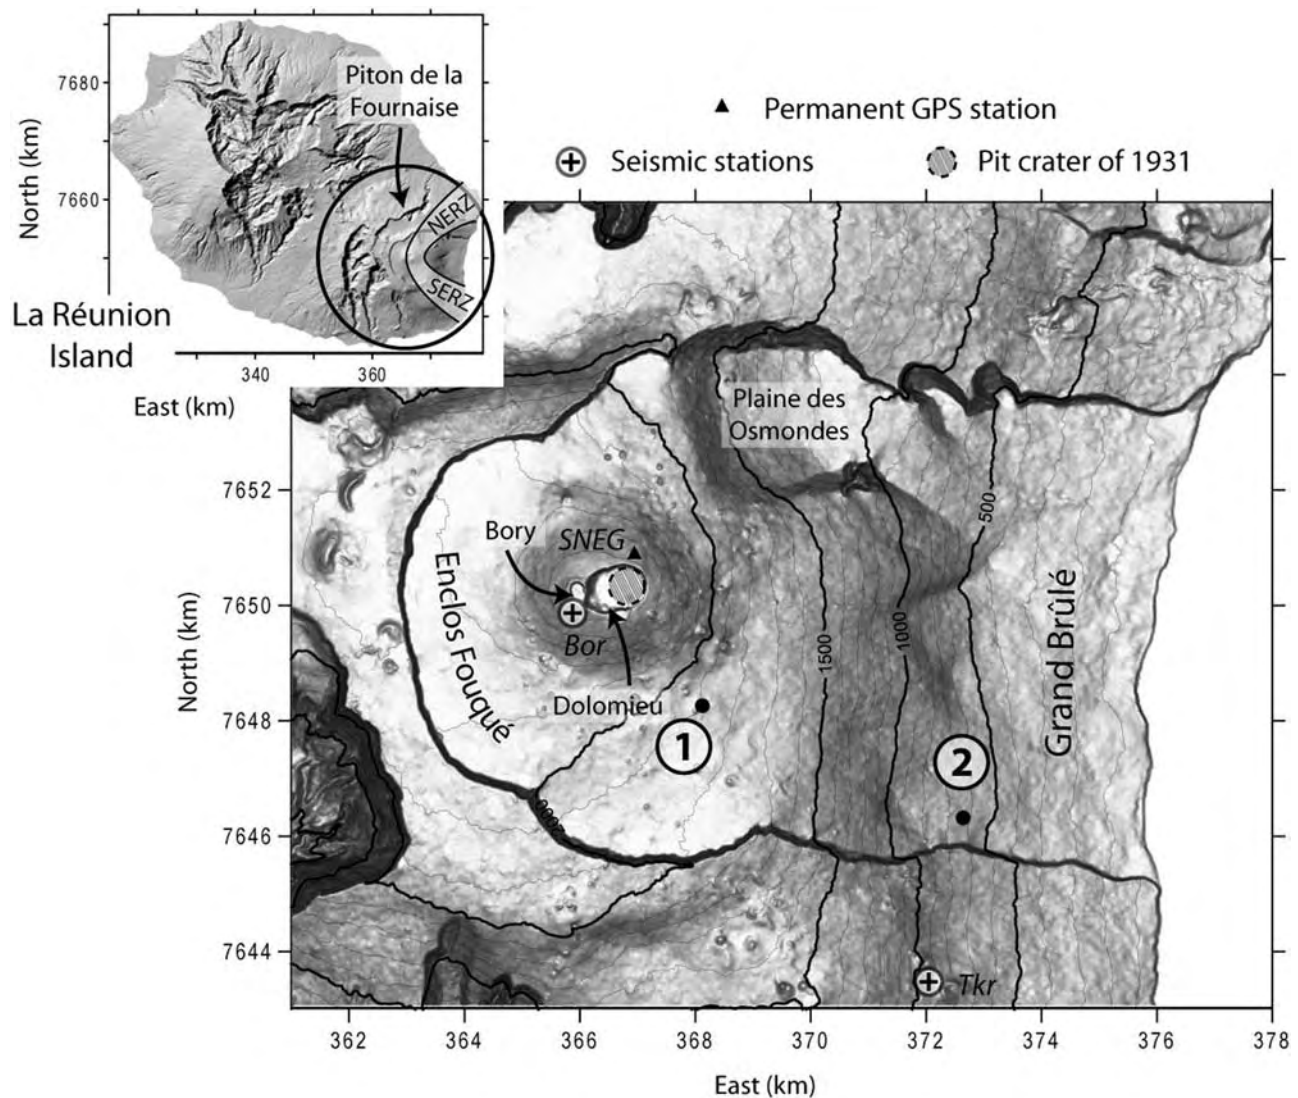 7680
7660
North (km)
Piton de la
Fournaise
NERZ
SERZ
La Réunion
Island
340
360
East (km)
Permanent GPS station
Seismic stations
Pit crater of 1931
Plaine des
Osmondes
7652
7650
7648
7646
7644
North (km)
Bory
SNEG
Bor
Dolomieu
Enclos Fouqué
Grand Brûlé
500
1000
1500
2000
1
2
Tkr
362
364
366
368
370
372
374
376
378
East (km)